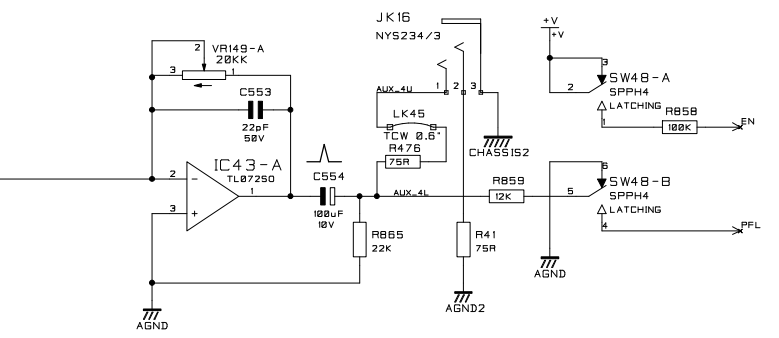 JK16
NYS234/3
+V
+V
2
VR149-A
20KK
3
1
3
2
SW48-A
SPPH4
LATCHING
1
R858
100K
EN
C553
22pF
50V
AUX_4U
1
2
3
LK45
TCW 0.6"
R476
75R
CHASSIS2
IC43-A
TL072SO
2
3
1
C554
100uF
10V
AUX_4L
R859
12K
6
5
SW48-B
SPPH4
LATCHING
4
PFL
R865
22K
R41
75R
AGND
AGND2
AGND